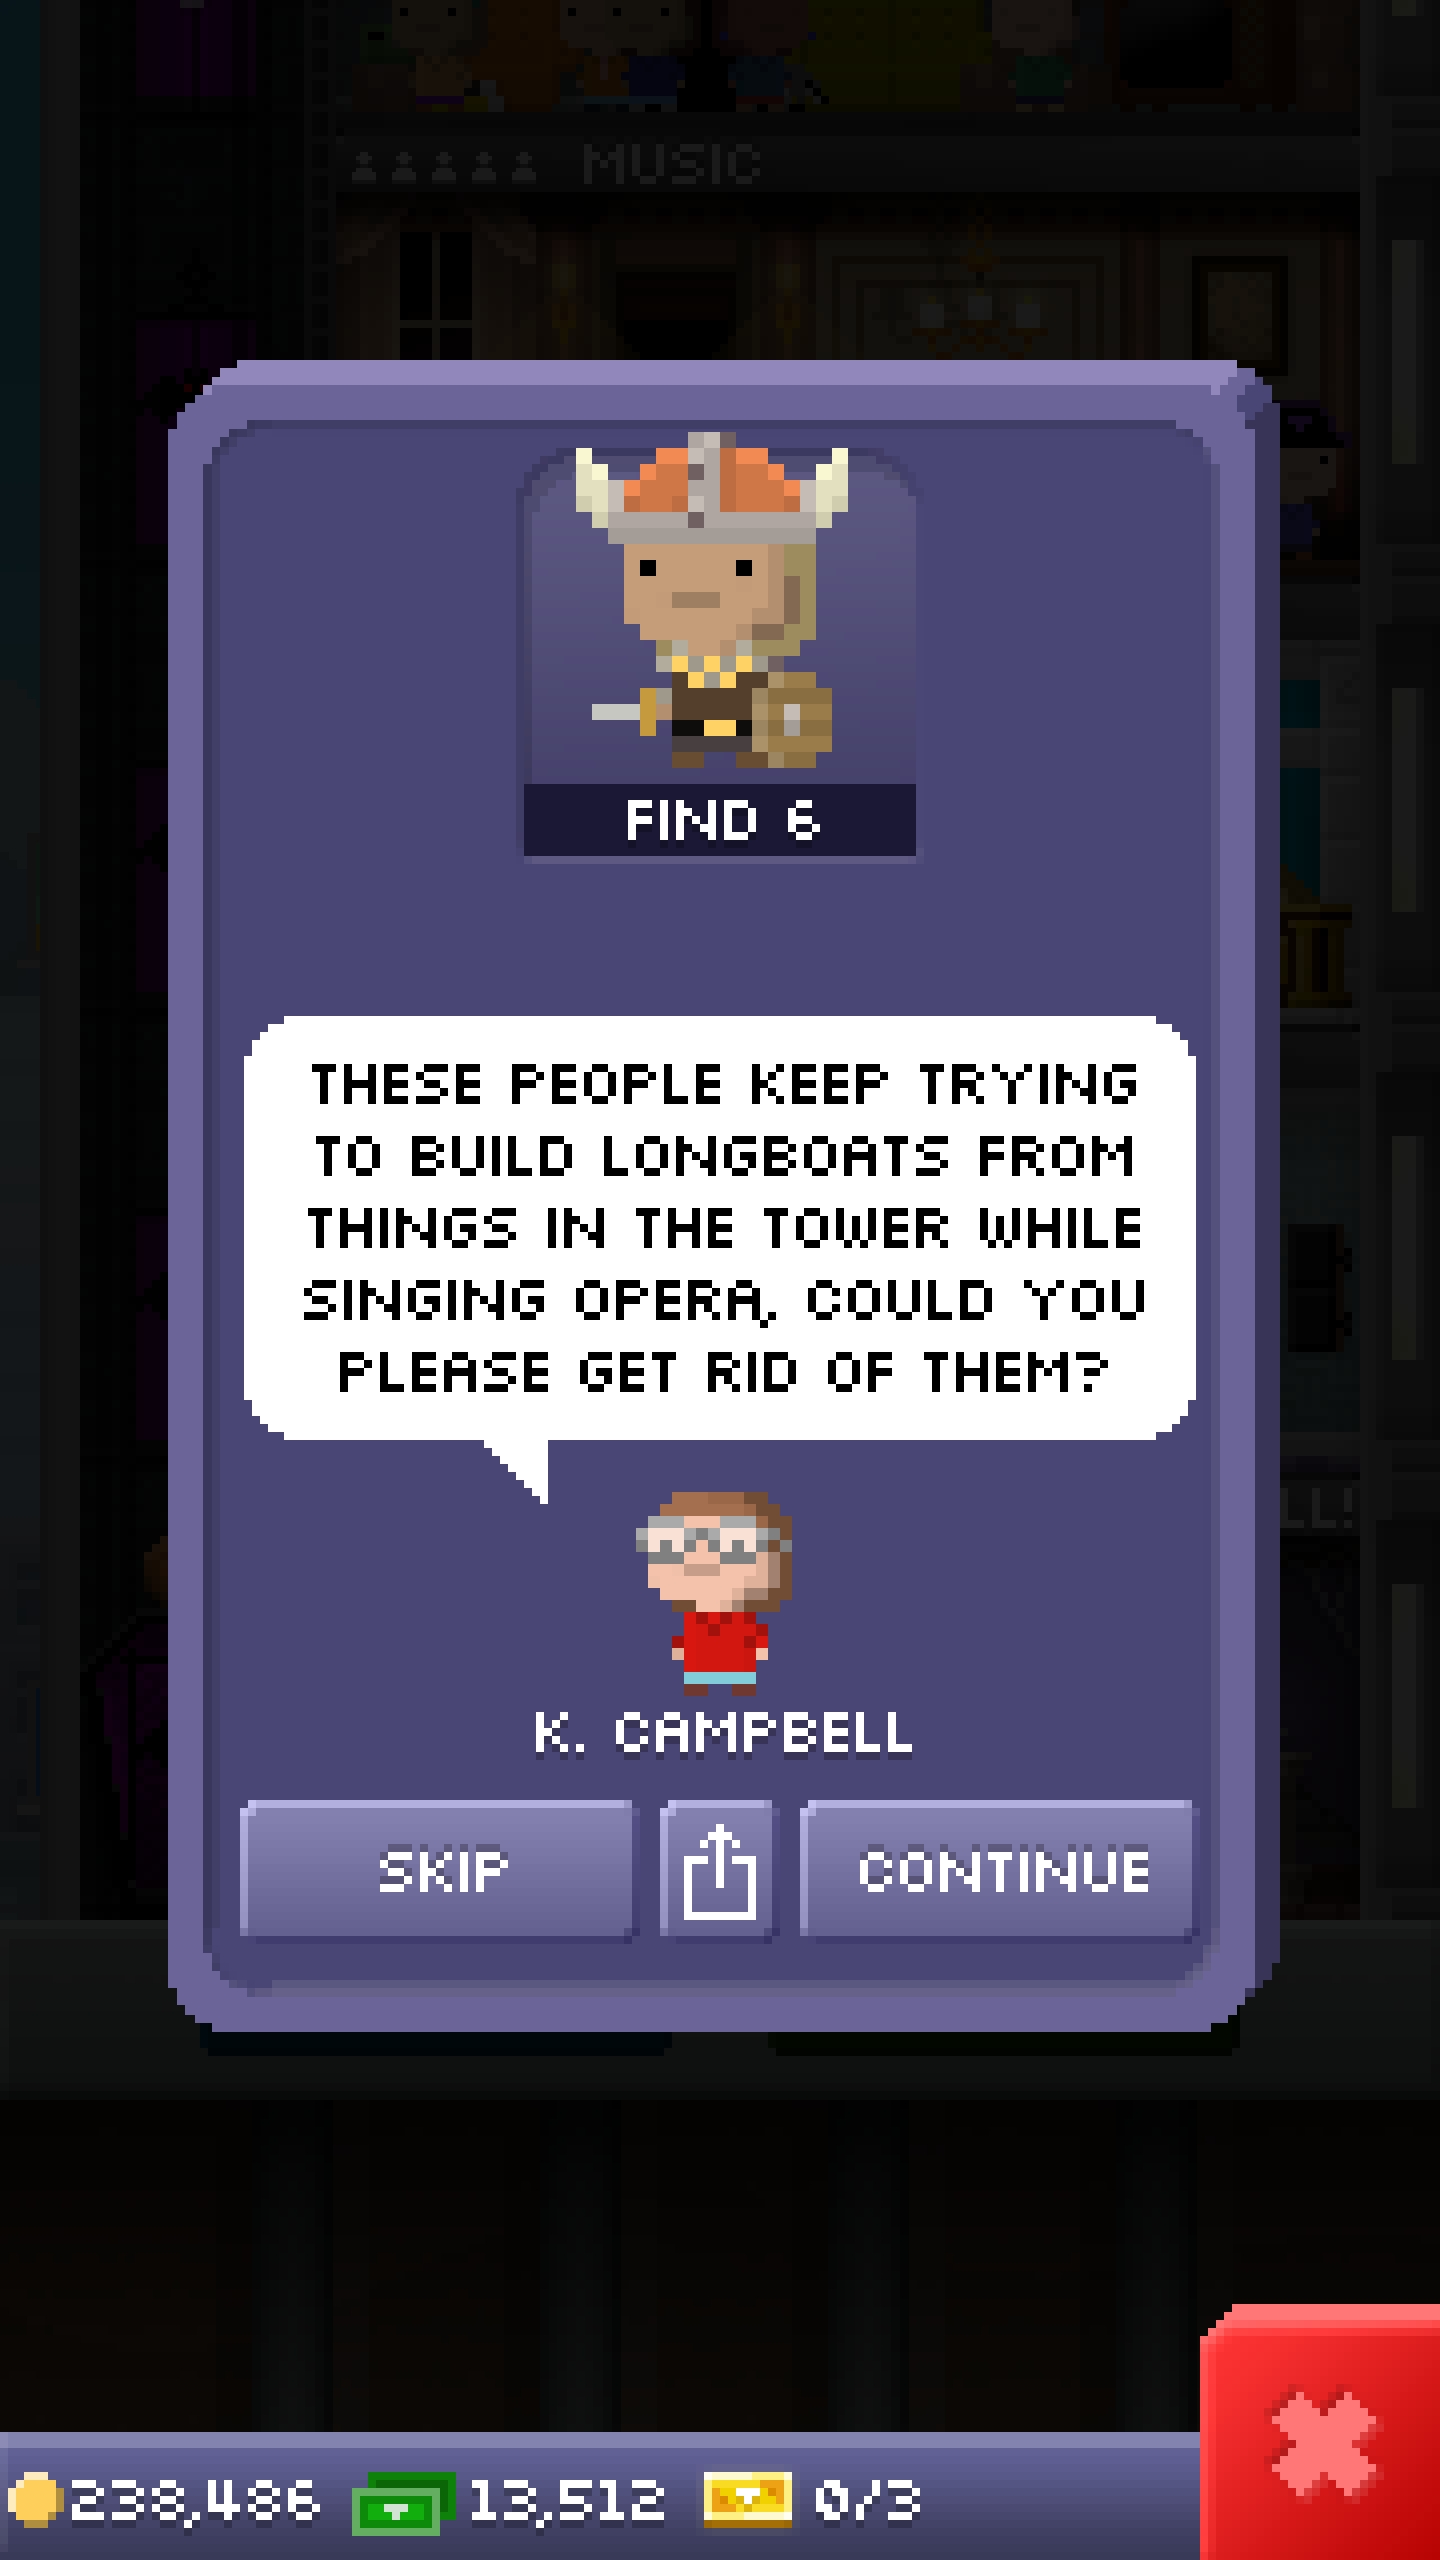 MUSIC
FIND 6
THESE PEOPLE KEEP TRYING
TO BUILD LONGBOATS FROM
THINGS IN THE TOWER WHILE
SINGING OPERA, COULD YOU
PLEASE GET RID OF THEM?
LL!
K. CAMPBELL
SKIP
CONTINUE
238,486 13,512 0/3